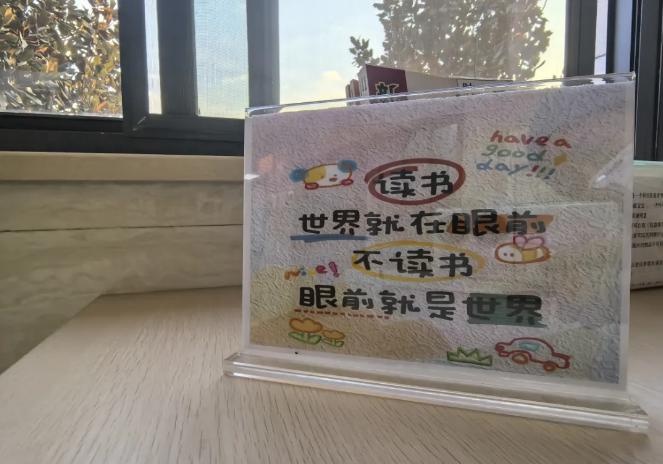 have a
good
day!!!
读书
世界就在眼前
不读书
nice!
眼前就是世界